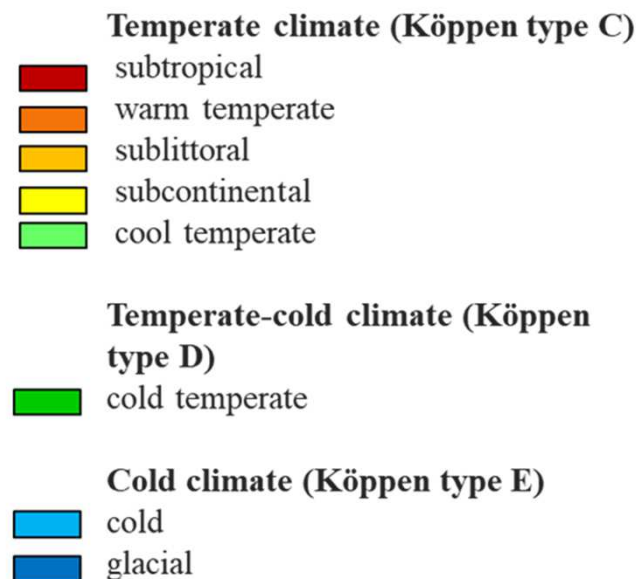 Temperate climate (Köppen type C)
subtropical
warm temperate
sublittoral
subcontinental
cool temperate
Temperate-cold climate (Köppen
type D)
cold temperate
Cold climate (Köppen type E)
cold
glacial